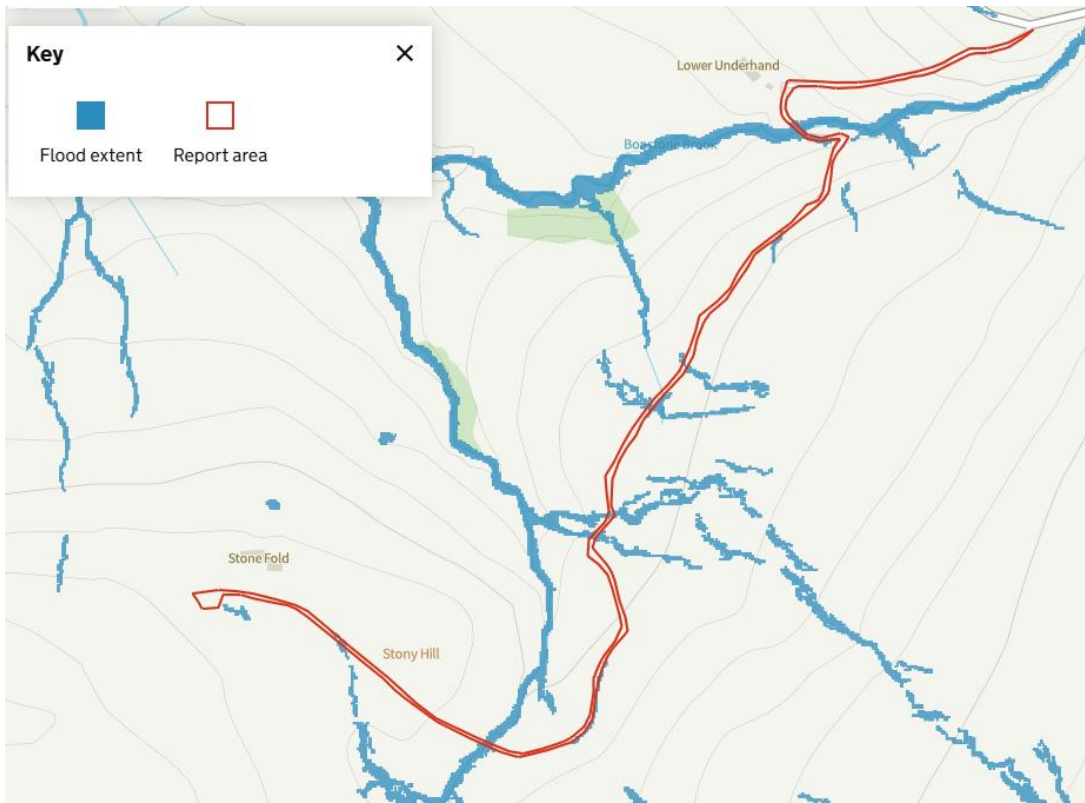 Key
Flood extent
Report area
Lower Underhand
Stone Fold
Stony Hill